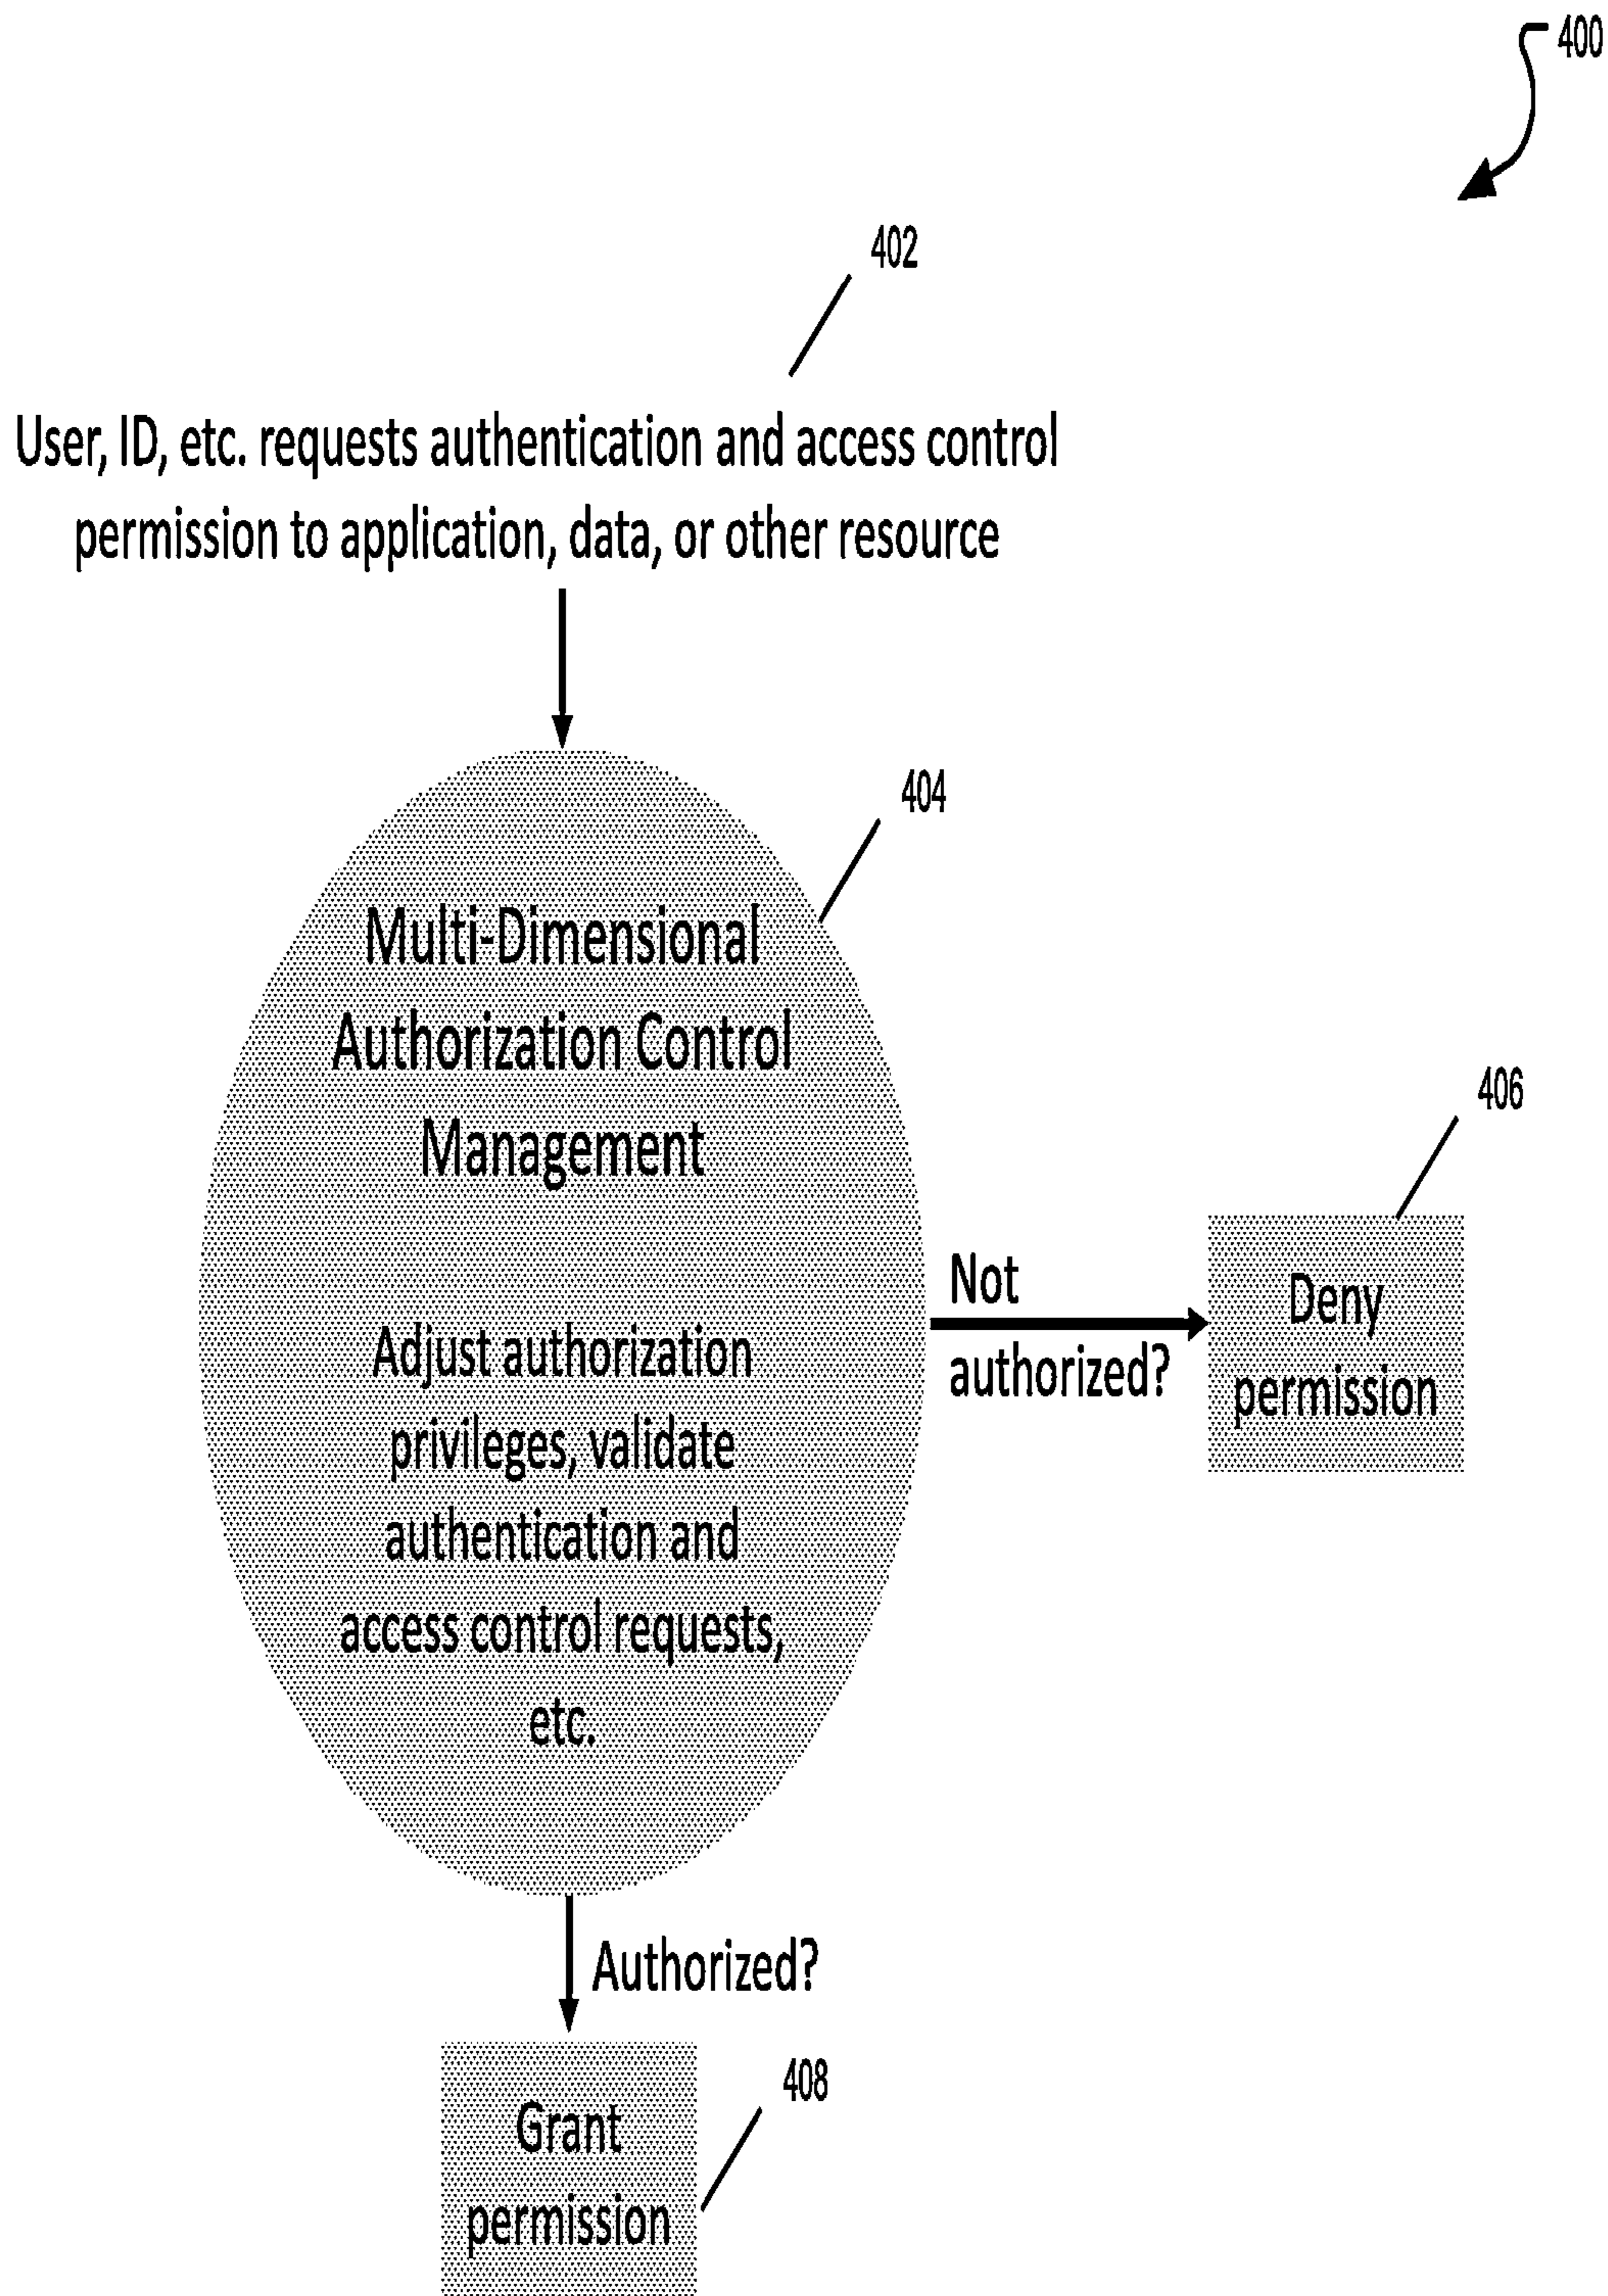 400
402
User, ID, etc. requests authentication and access control
permission to application, data, or other resource
404
Multi-Dimensional
Authorization Control
Management
Adjust authorization
privileges, validate
authentication and
access control requests,
etc.
406
Not
authorized?
Deny
permission
Authorized?
408
Grant
permission